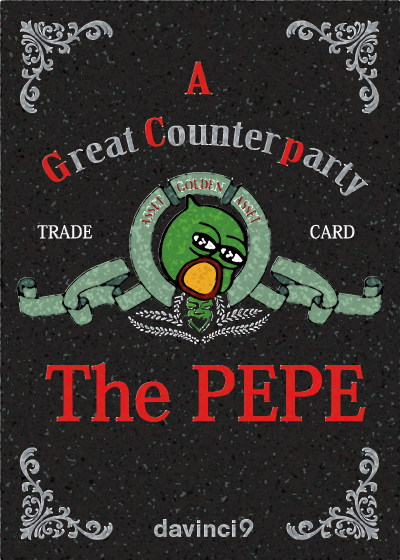 A
Great Counterparty
ASSET GOLDEN ASSET
TRADE CARD
The PEPE
davinci9